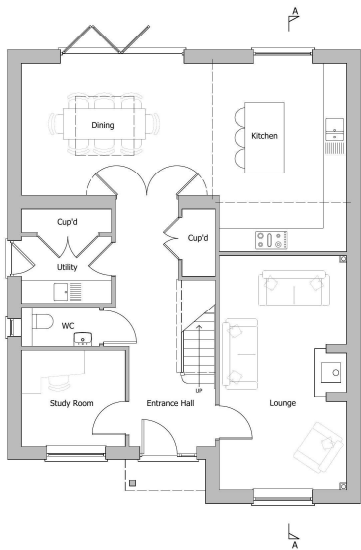 A
Dining
Kitchen
Cup'd
Cup'd
Utility
WC
UP
Study Room
Entrance Hall
Lounge
A